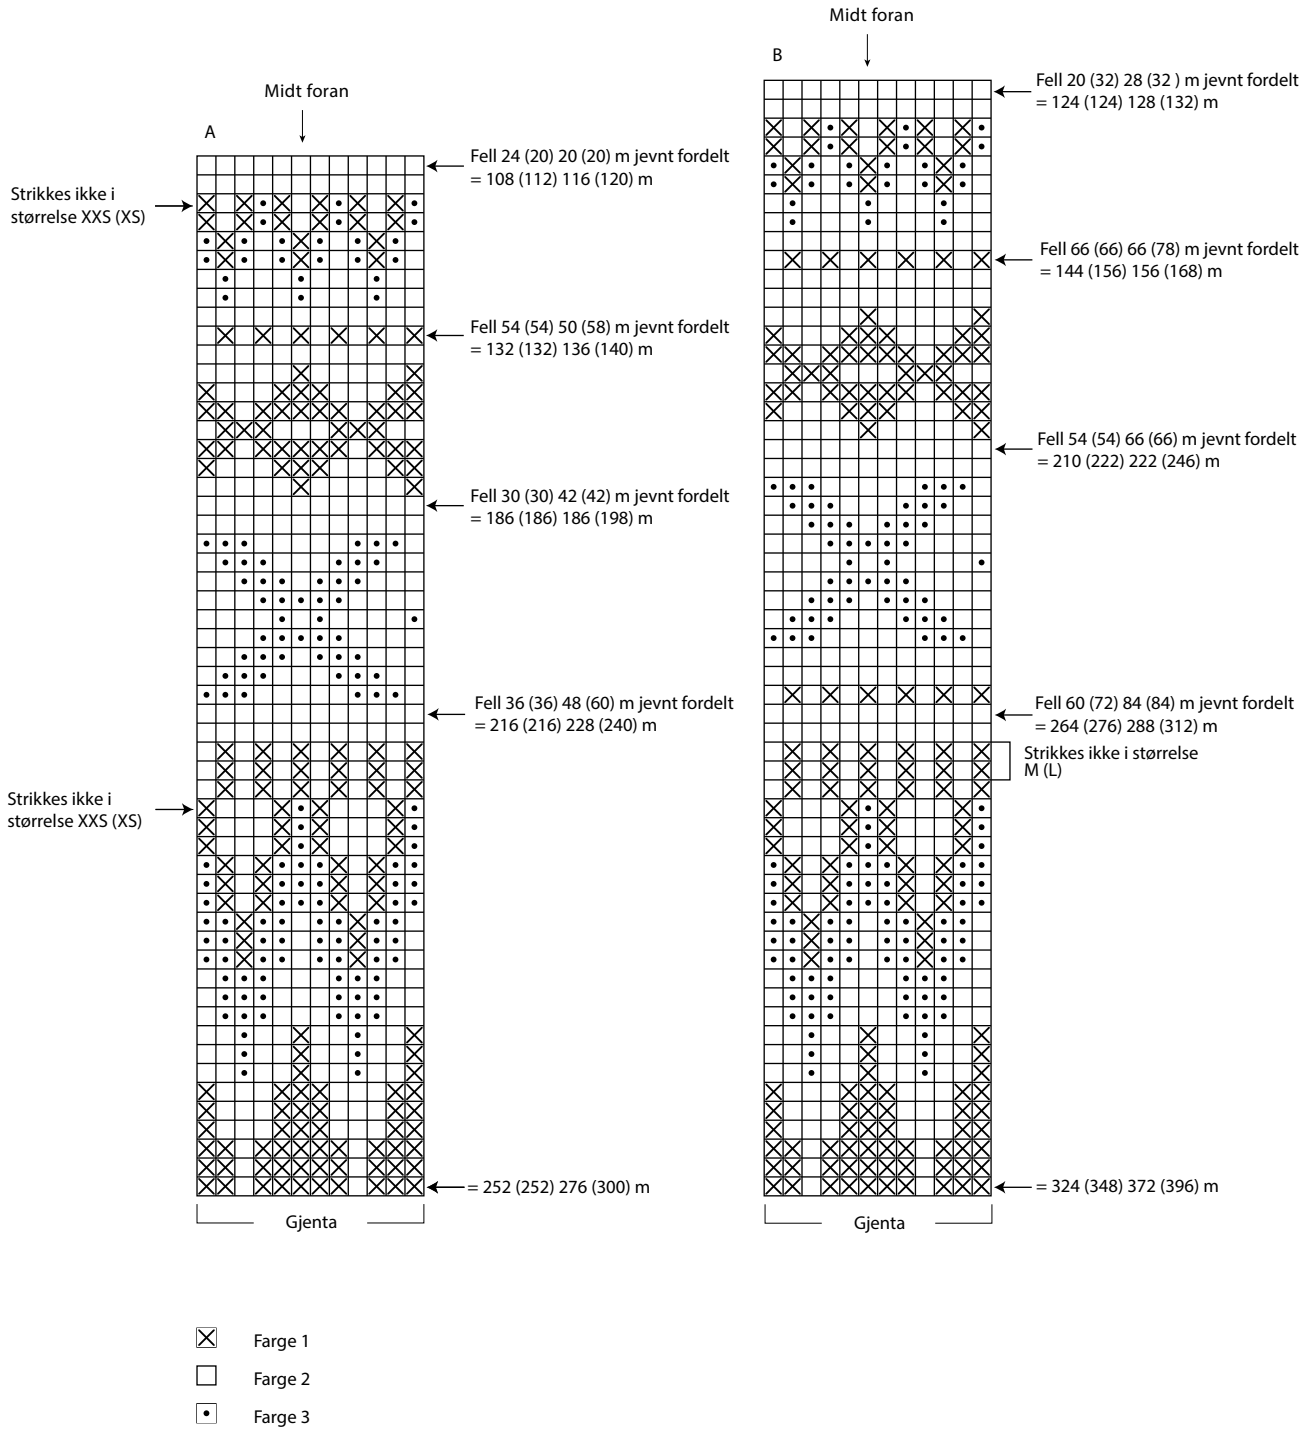 Midt foran
A
Fell 24 (20) 20 (20) m jevnt fordelt
= 108 (112) 116 (120) m
Strikkes ikke i
størrelse XXS (XS)
Fell 54 (54) 50 (58) m jevnt fordelt
= 132 (132) 136 (140) m
Fell 30 (30) 42 (42) m jevnt fordelt
= 186 (186) 186 (198) m
Fell 36 (36) 48 (60) m jevnt fordelt
= 216 (216) 228 (240) m
Strikkes ikke i
størrelse XXS (XS)
= 252 (252) 276 (300) m
Gjenta
Midt foran
B
Fell 20 (32) 28 (32 ) m jevnt fordelt
= 124 (124) 128 (132) m
Fell 66 (66) 66 (78) m jevnt fordelt
= 144 (156) 156 (168) m
Fell 54 (54) 66 (66) m jevnt fordelt
= 210 (222) 222 (246) m
Fell 60 (72) 84 (84) m jevnt fordelt
= 264 (276) 288 (312) m
Strikkes ikke i størrelse
M (L)
= 324 (348) 372 (396) m
Gjenta
Farge 1
Farge 2
Farge 3